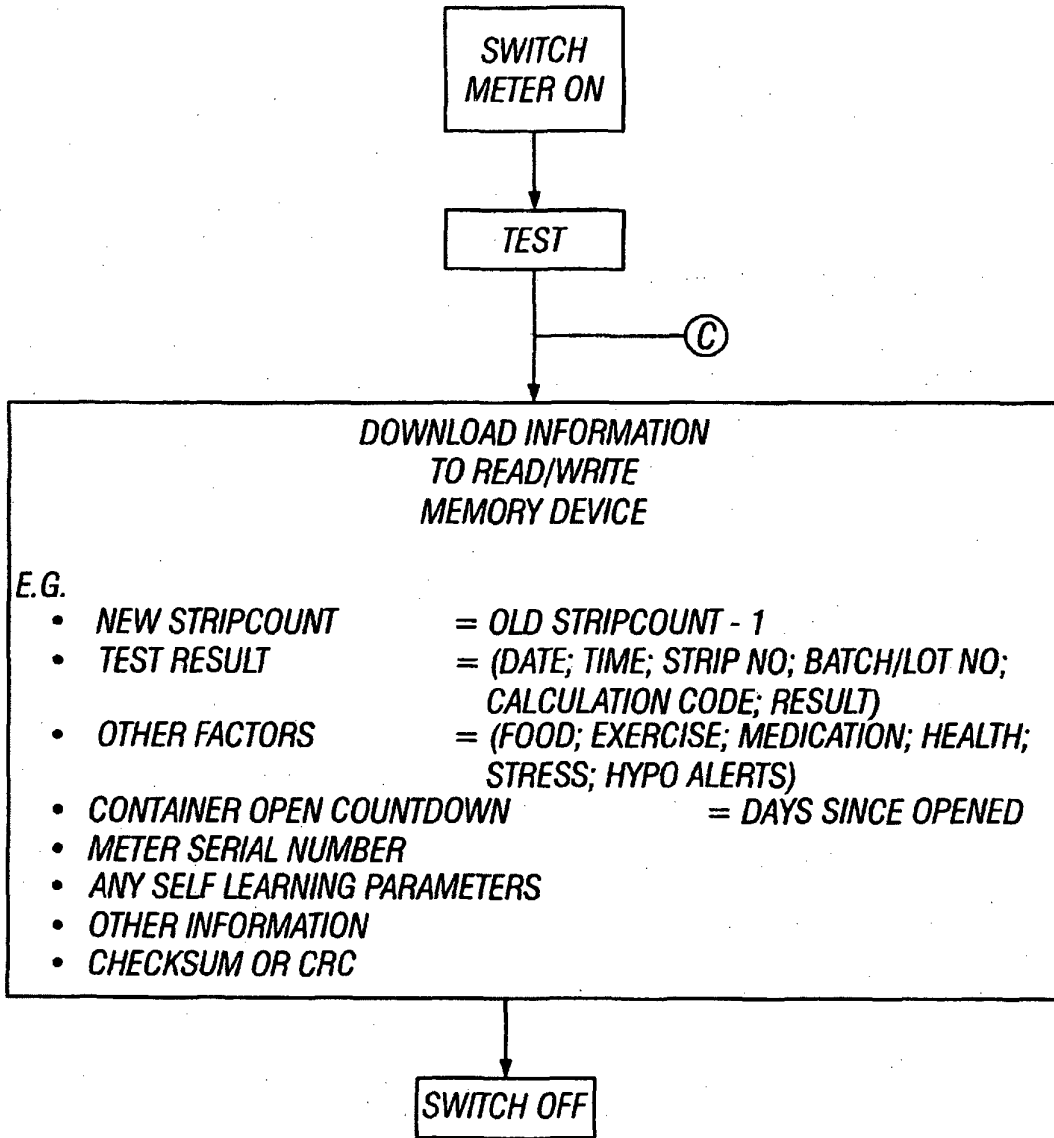 SWITCH
METER ON
TEST
C
DOWNLOAD INFORMATION
TO READ/WRITE
MEMORY DEVICE
E.G.
• NEW STRIPCOUNT = OLD STRIPCOUNT - 1
• TEST RESULT = (DATE; TIME; STRIP NO; BATCH/LOT NO;
CALCULATION CODE; RESULT)
• OTHER FACTORS = (FOOD; EXERCISE; MEDICATION; HEALTH;
STRESS; HYPO ALERTS)
• CONTAINER OPEN COUNTDOWN = DAYS SINCE OPENED
• METER SERIAL NUMBER
• ANY SELF LEARNING PARAMETERS
• OTHER INFORMATION
• CHECKSUM OR CRC
SWITCH OFF